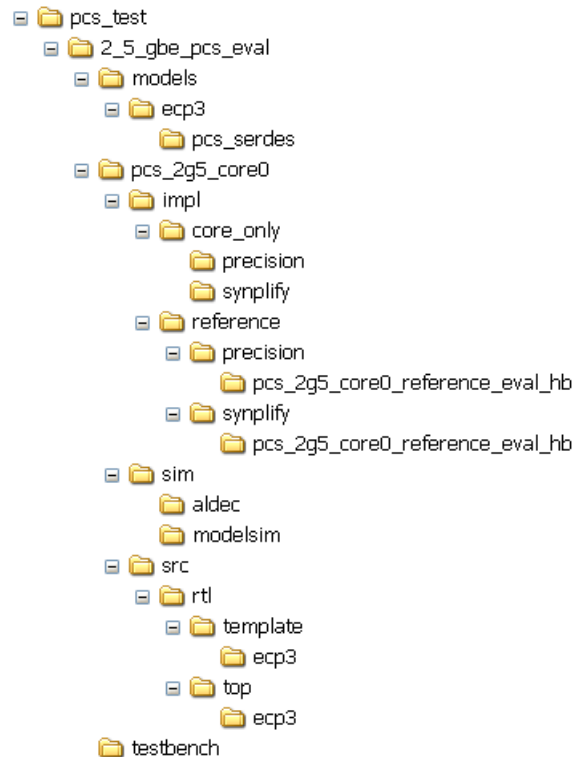 pcs_test
2_5_gbe_pcs_eval
models
ecp3
pcs_serdes
pcs_2g5_core0
impl
core_only
precision
synplify
reference
precision
pcs_2g5_core0_reference_eval_hb
synplify
pcs_2g5_core0_reference_eval_hb
sim
aldec
modelsim
src
rtl
template
ecp3
top
ecp3
testbench